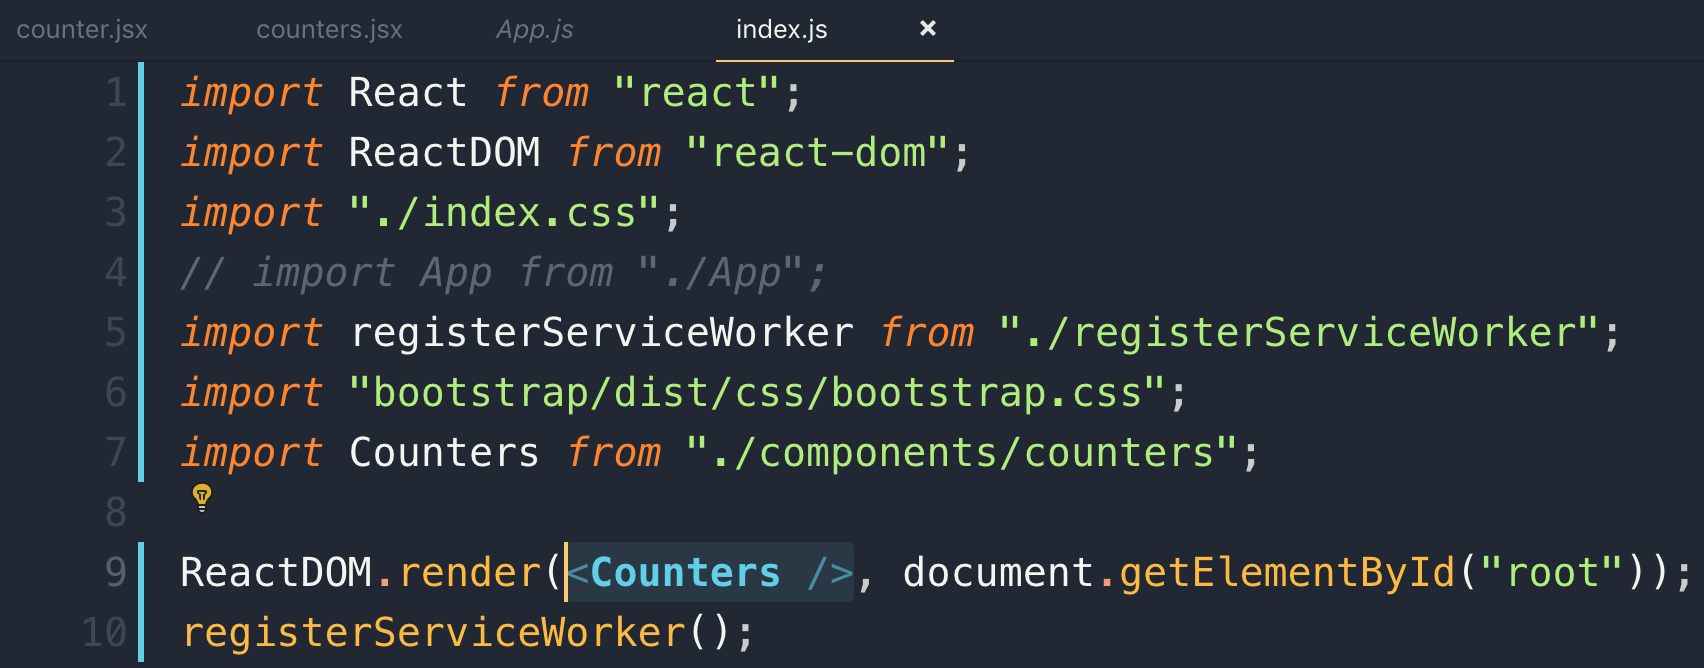 counter.jsx counters.jsx App.js index.js ×
1 import React from "react";
2 import ReactDOM from "react-dom";
3 import "./index.css";
4 // import App from "./App";
5 import registerServiceWorker from "./registerServiceWorker";
6 import "bootstrap/dist/css/bootstrap.css";
7 import Counters from "./components/counters";
8
9 ReactDOM.render(<Counters />, document.getElementById("root"));
10 registerServiceWorker();